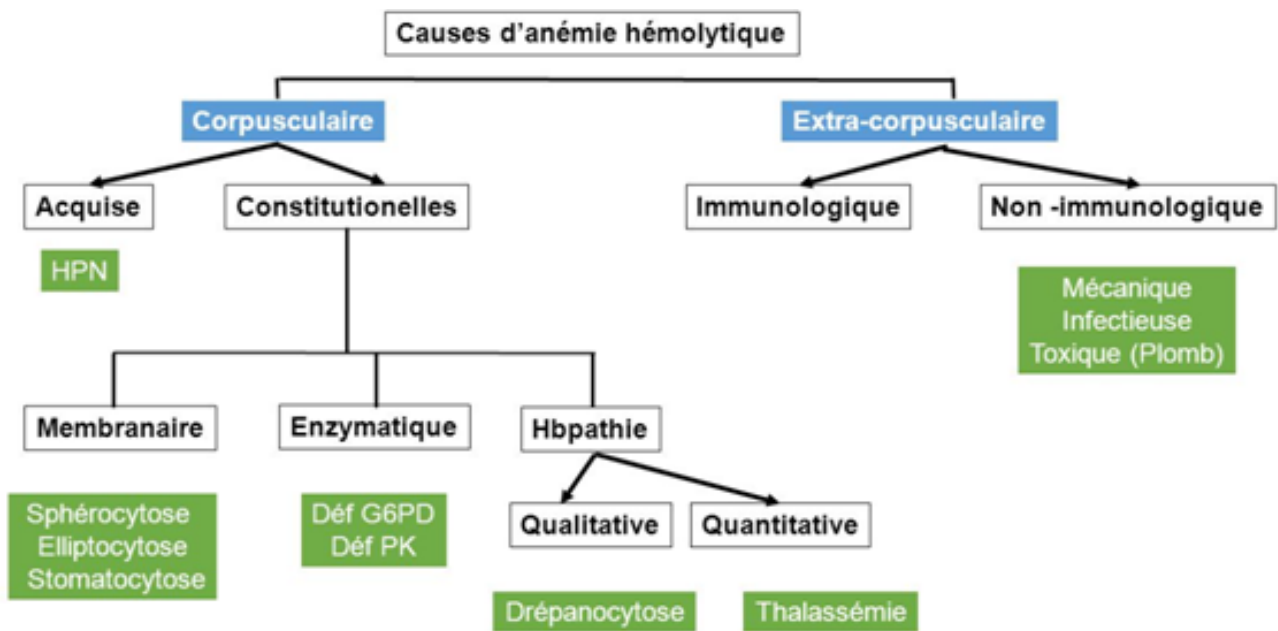 Causes d’anémie hémolytique
Corpusculaire
Extra-corpusculaire
Acquise
Constitutionelles
Immunologique
Non -immunologique
HPN
Mécanique
Infectieuse
Toxique (Plomb)
Membranaire
Enzymatique
Hbpathie
Sphérocytose
Elliptocytose
Stomatocytose
Déf G6PD
Déf PK
Qualitative
Quantitative
Drépanocytose
Thalassémie